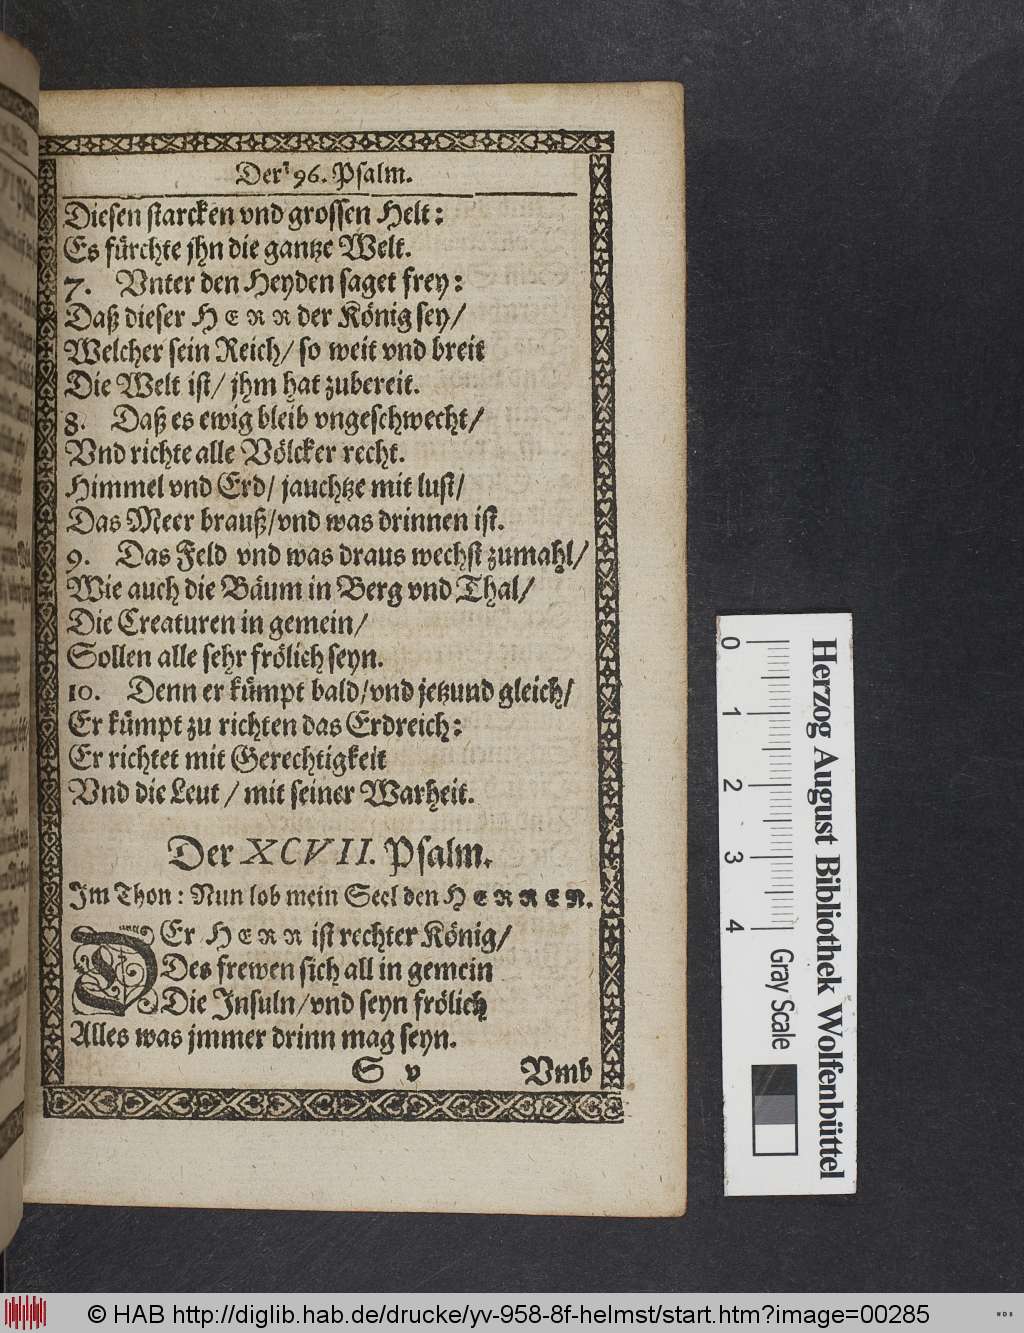 Der 96. Psalm.
Diesen starcken vnd grossen Helt:
Es fürchte jhn die gantze Welt.
7. Vnter den Heyden saget frey:
Daß dieser HERR der König sey/
Welcher sein Reich/ so weit vnd breit
Die Welt ist/ jhm hat zubereit.
8. Daß es ewig bleib vngeschwecht/
Vnd richte alle Völcker recht.
Himmel vnd Erd/ jauchtze mit lust/
Das Meer brauß/vnd was drinnen ist.
9. Das Feld vnd was draus wechst zumahl/
Wie auch die Bäum in Berg vnd Thal/
Die Creaturen in gemein/
Sollen alle sehr frölich seyn.
10. Denn er kümpt bald/vnd jetzund gleich/
Er kümpt zu richten das Erdreich:
Er richtet mit Gerechtigkeit
Vnd die Leut / mit seiner Warheit.
Der XCVII. Psalm.
Im Thon: Nun lob mein Seel den HERREN.
DEr HERR ist rechter König/
Des frewen sich all in gemein
Die Insuln/vnd seyn frölich
Alles was jmmer drinn mag seyn.
S v Vmb
0 1 2 3 4 Gray Scale
Herzog August Bibliothek Wolfenbüttel
© HAB http://diglib.hab.de/drucke/yv-958-8f-helmst/start.htm?image=00285